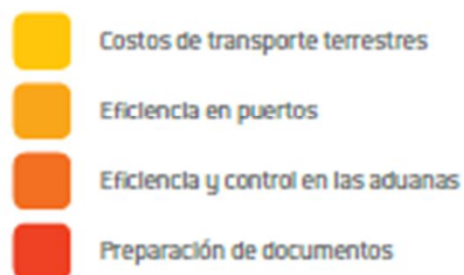 Costos de transporte terrestres
Eficiencia en puertos
Eficiencia y control en las aduanas
Preparación de documentos